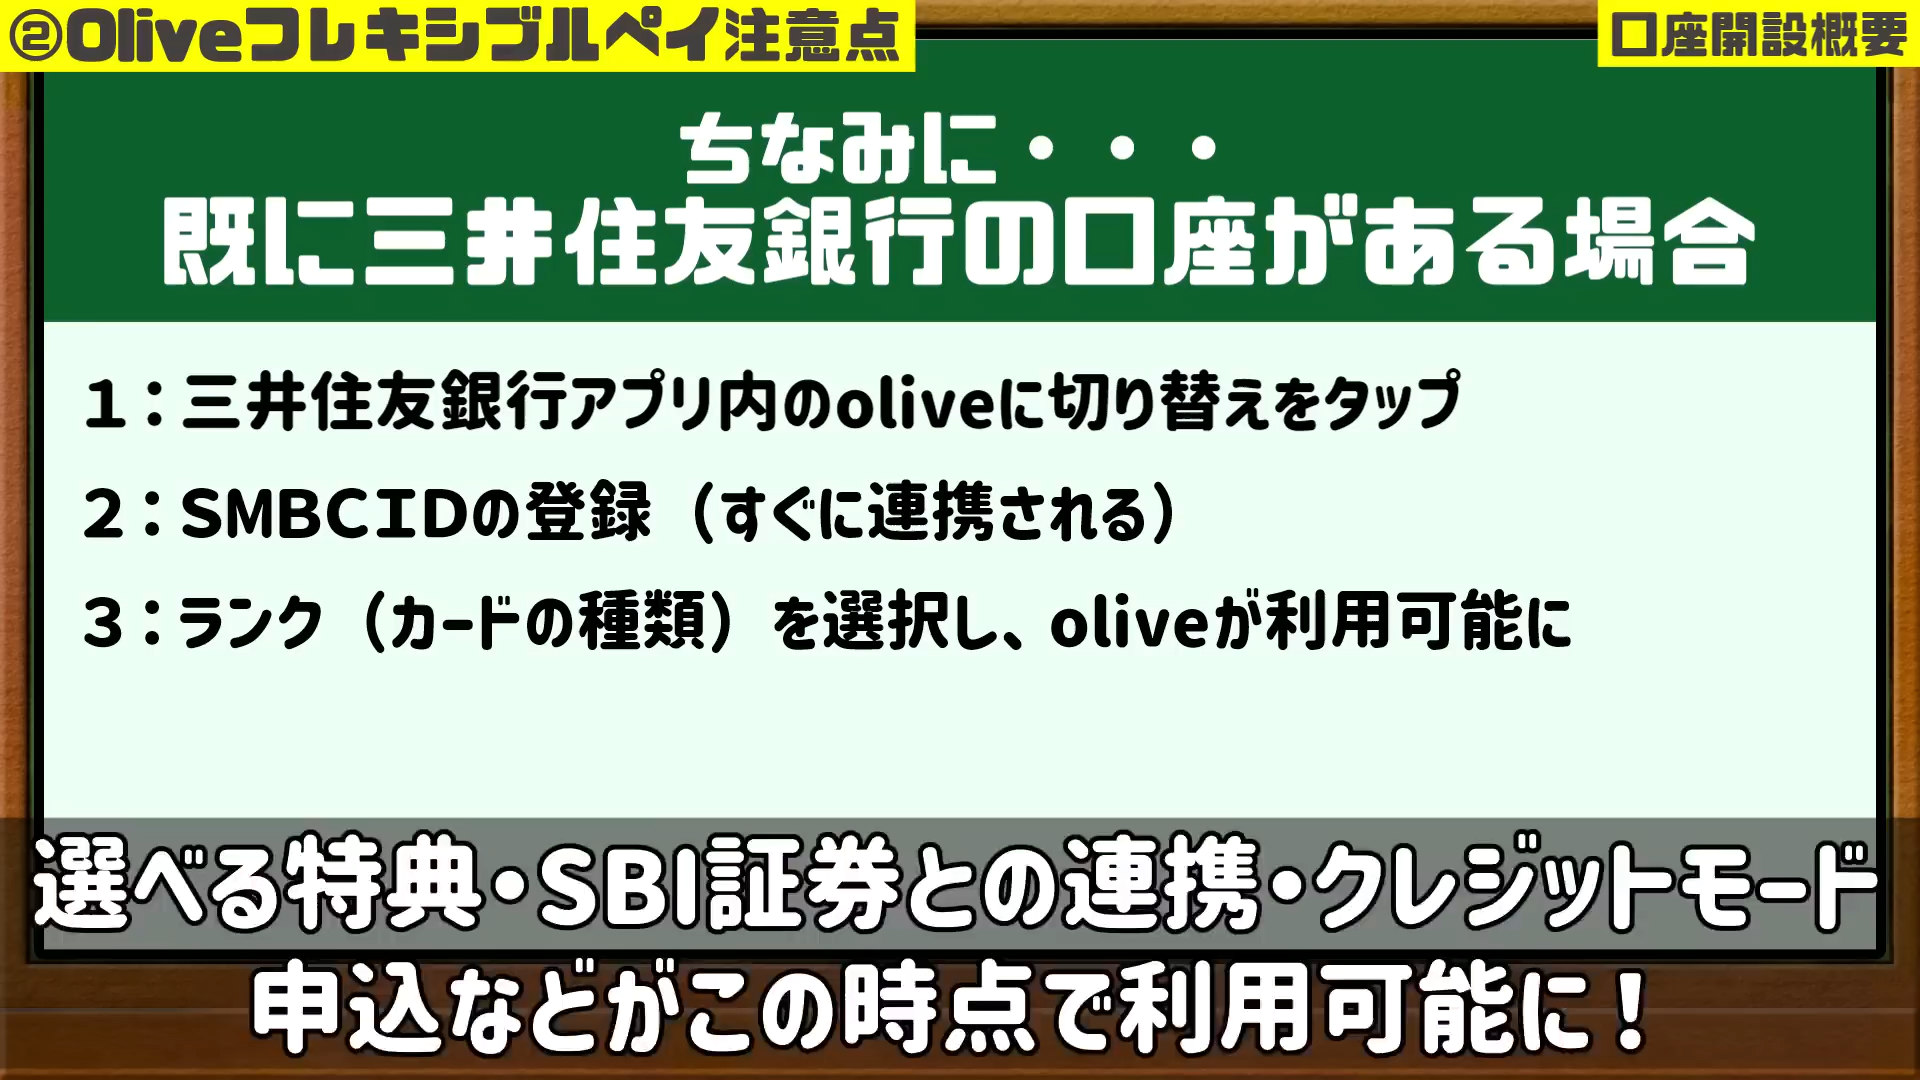 ②Oliveフレキシブルペイ注意点
口座開設概要
ちなみに・・・
既に三井住友銀行の口座がある場合
1：三井住友銀行アプリ内のoliveに切り替えをタップ
2：SMBCIDの登録（すぐに連携される）
3：ランク（カードの種類）を選択し、oliveが利用可能に
選べる特典・SBI証券との連携・クレジットモード
申込などがこの時点で利用可能に！